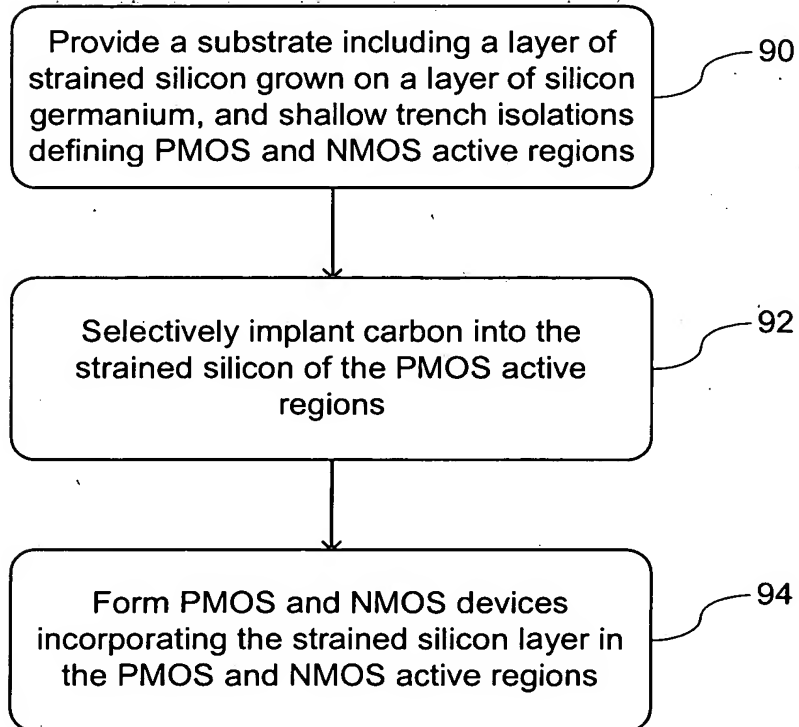 Provide a substrate including a layer of
strained silicon grown on a layer of silicon
germanium, and shallow trench isolations
defining PMOS and NMOS active regions
90
Selectively implant carbon into the
strained silicon of the PMOS active
regions
92
Form PMOS and NMOS devices
incorporating the strained silicon layer in
the PMOS and NMOS active regions
94